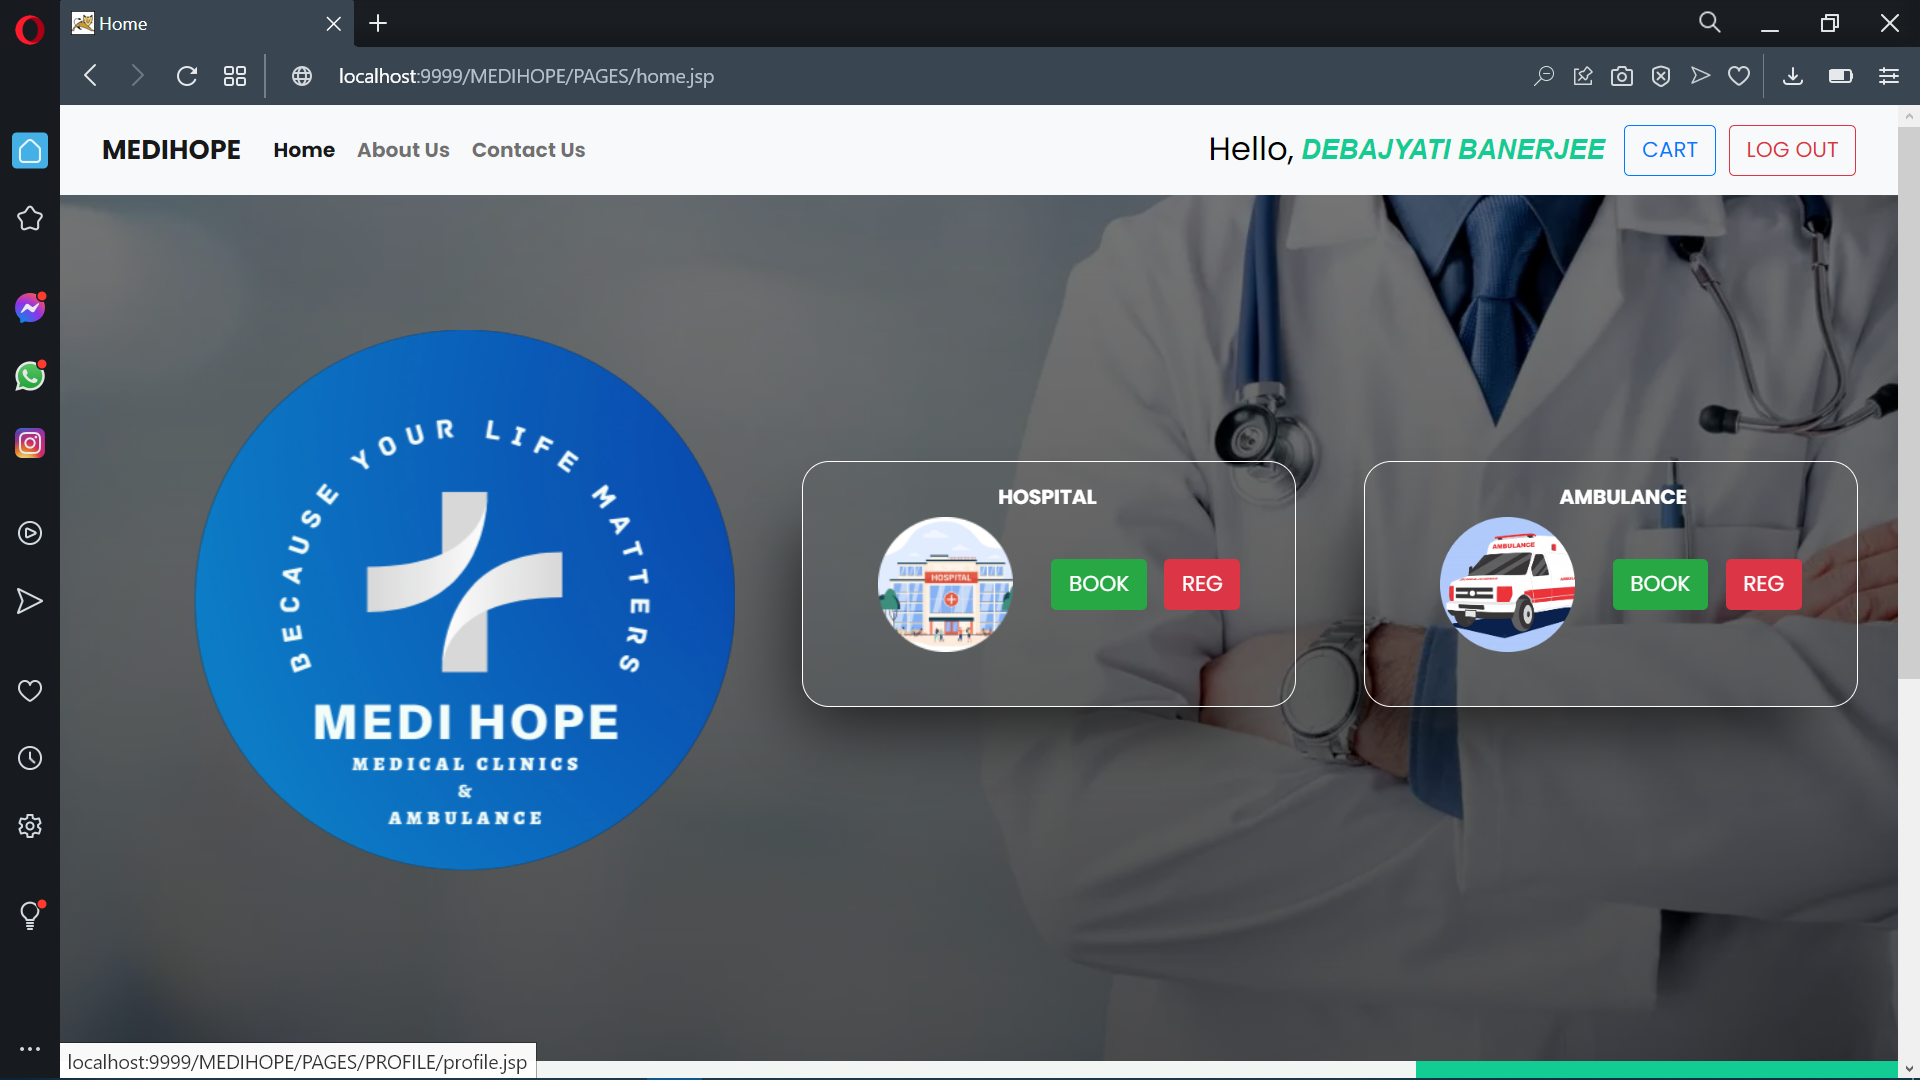 Home
localhost:9999/MEDIHOPE/PAGES/home.jsp
MEDIHOPE Home About Us Contact Us Hello, DEBAJYATI BANERJEE CART LOG OUT
BECAUSE YOUR LIFE MATTERS
MEDI HOPE
MEDICAL CLINICS
&
AMBULANCE
HOSPITAL
HOSPITAL
BOOK REG
AMBULANCE
AMBULANCE
BOOK REG
localhost:9999/MEDIHOPE/PAGES/PROFILE/profile.jsp